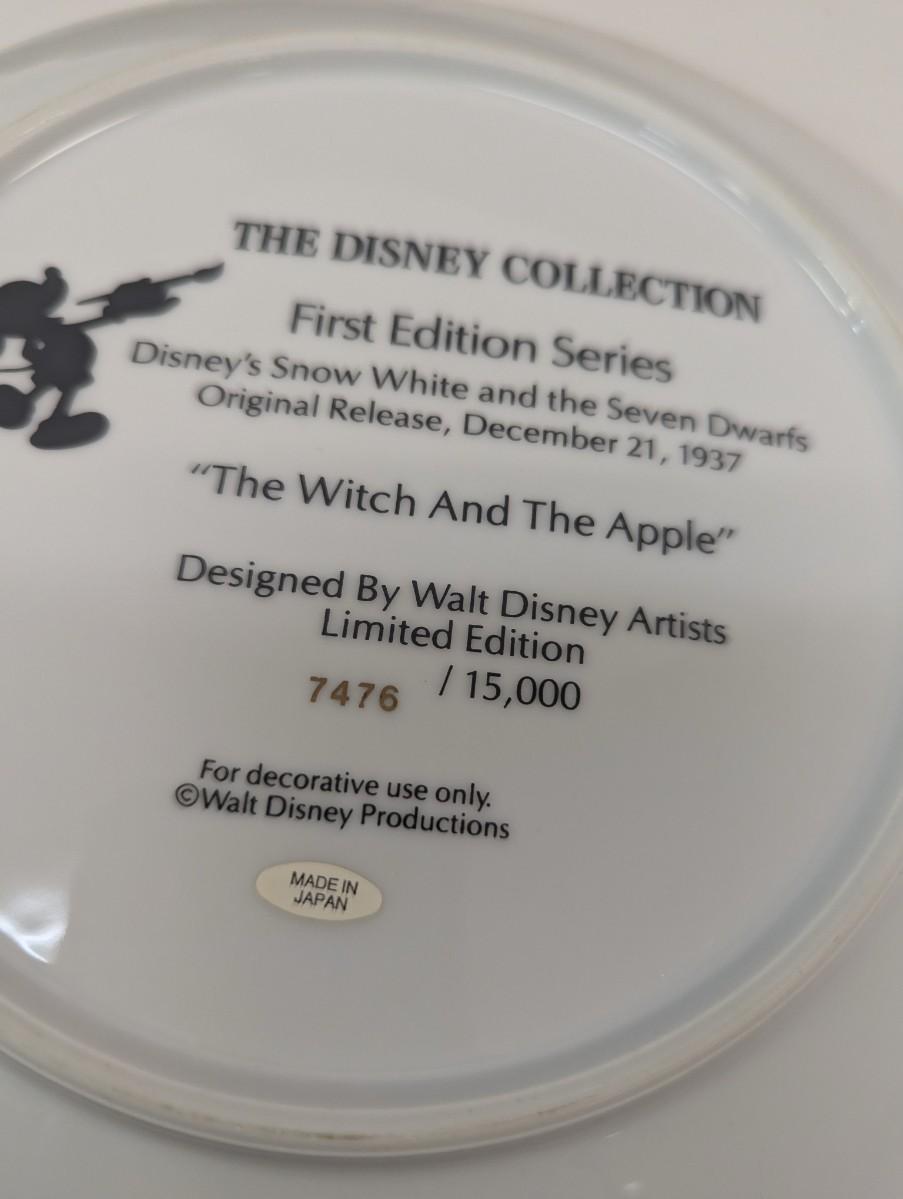 THE DISNEY COLLECTION
First Edition Series
Disney's Snow White and the Seven Dwarfs
Original Release, December 21, 1937
“The Witch And The Apple”
Designed By Walt Disney Artists
Limited Edition
7476 / 15,000
For decorative use only.
©Walt Disney Productions
MADE IN
JAPAN